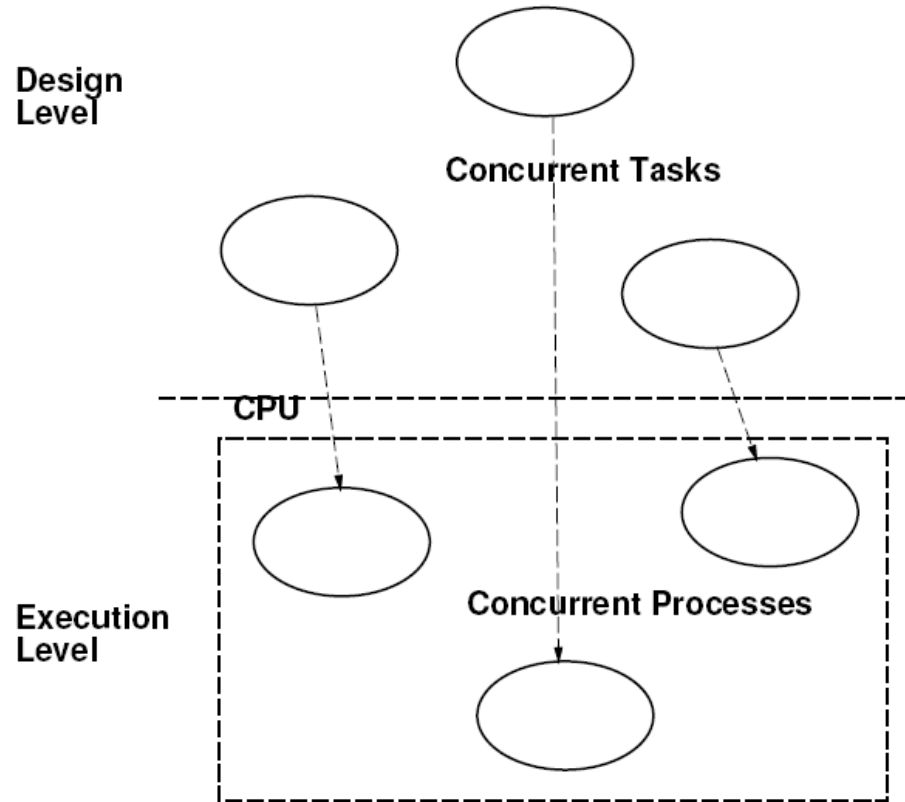 Design
Level
Concurrent Tasks
CPU
Concurrent Processes
Execution
Level